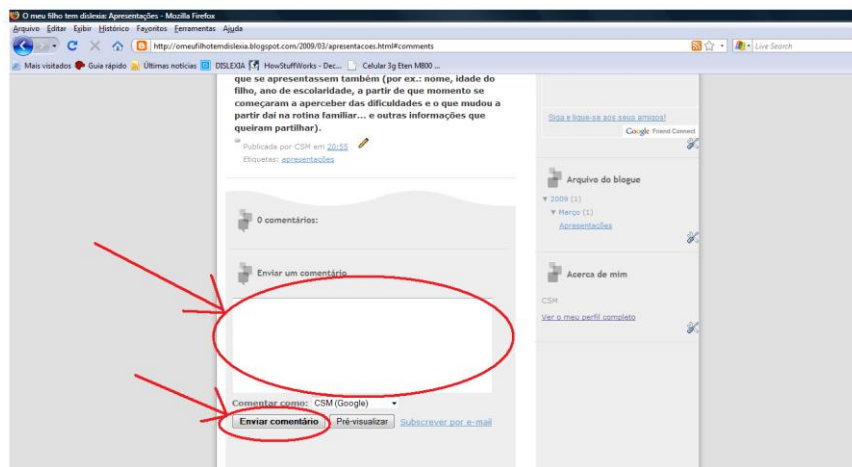 O meu filho tem dislexia: Apresentações - Mozilla Firefox
Arquivo Editar Exibir Histórico Favoritos Ferramentas Ajuda
http://omeufilhotemdislexia.blogspot.com/2009/03/apresentacoes.html#comments
Live Search
Mais visitados Guia rápido Últimas notícias DISLEXIA HowStuffWorks - Dec... Celular 3g Eten M800 ...
que se apresentassem também (por ex.: nome, idade do
filho, ano de escolaridade, a partir de que momento se
começaram a aperceber das dificuldades e o que mudou a
partir daí na rotina familiar... e outras informações que
queiram partilhar).
Publicada por CSM em 20:55
Etiquetas: apresentações
0 comentários:
Enviar um comentário
Comentar como: CSM (Google)
Enviar comentário Pré-visualizar Subscrever por e-mail
Siga e ligue-se aos seus amigos!
Google Friend Connect
Arquivo do blogue
▼ 2009 (1)
▼ Março (1)
Apresentações
Acerca de mim
CSM
Ver o meu perfil completo